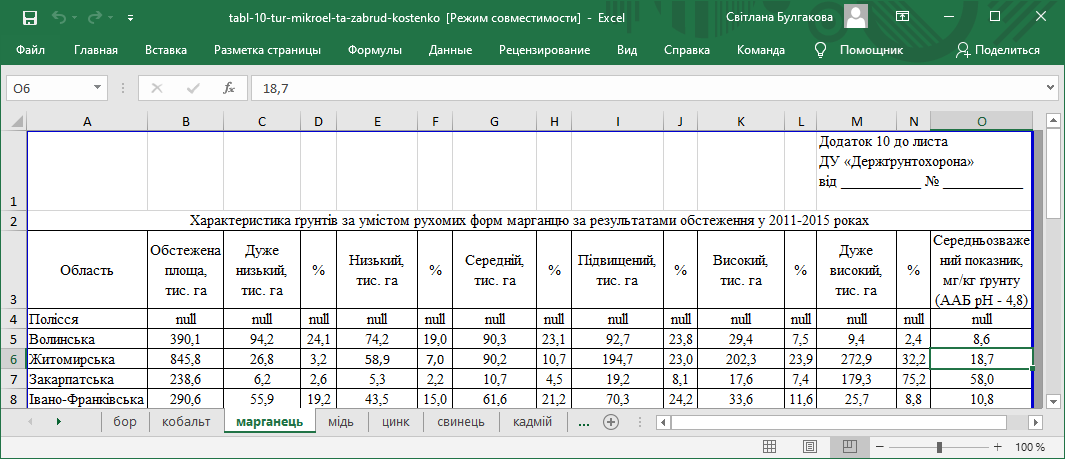 tabl-10-tur-mikroel-ta-zabrud-kostenko [Режим совместимости] - Excel
Світлана Булгакова
Файл Главная Вставка Разметка страницы Формулы Данные Рецензирование Вид Справка Команда Помощник Поделиться
O6 fx 18,7
A B C D E F G H I J K L M N O
Додаток 10 до листа
ДУ «Держґрунтохорона»
1 від ____________ № ____________
2 Характеристика ґрунтів за умістом рухомих форм марганцю за результатами обстеження у 2011-2015 роках
3 Область Обстежена площа, тис. га Дуже низький, тис. га % Низький, тис. га % Середній, тис. га % Підвищений, тис. га % Високий, тис. га % Дуже високий, тис. га % Середньозважений показник, мг/кг ґрунту (ААБ рН - 4,8)
4 Полісся null null null null null null null null null null null null null null
5 Волинська 390,1 94,2 24,1 74,2 19,0 90,3 23,1 92,7 23,8 29,4 7,5 9,4 2,4 8,6
6 Житомирська 845,8 26,8 3,2 58,9 7,0 90,2 10,7 194,7 23,0 202,3 23,9 272,9 32,2 18,7
7 Закарпатська 238,6 6,2 2,6 5,3 2,2 10,7 4,5 19,2 8,1 17,6 7,4 179,3 75,2 58,0
8 Івано-Франківська 290,6 55,9 19,2 43,5 15,0 61,6 21,2 70,3 24,2 33,6 11,6 25,7 8,8 10,8
бор кобальт марганець мідь цинк свинець кадмій ...
100 %